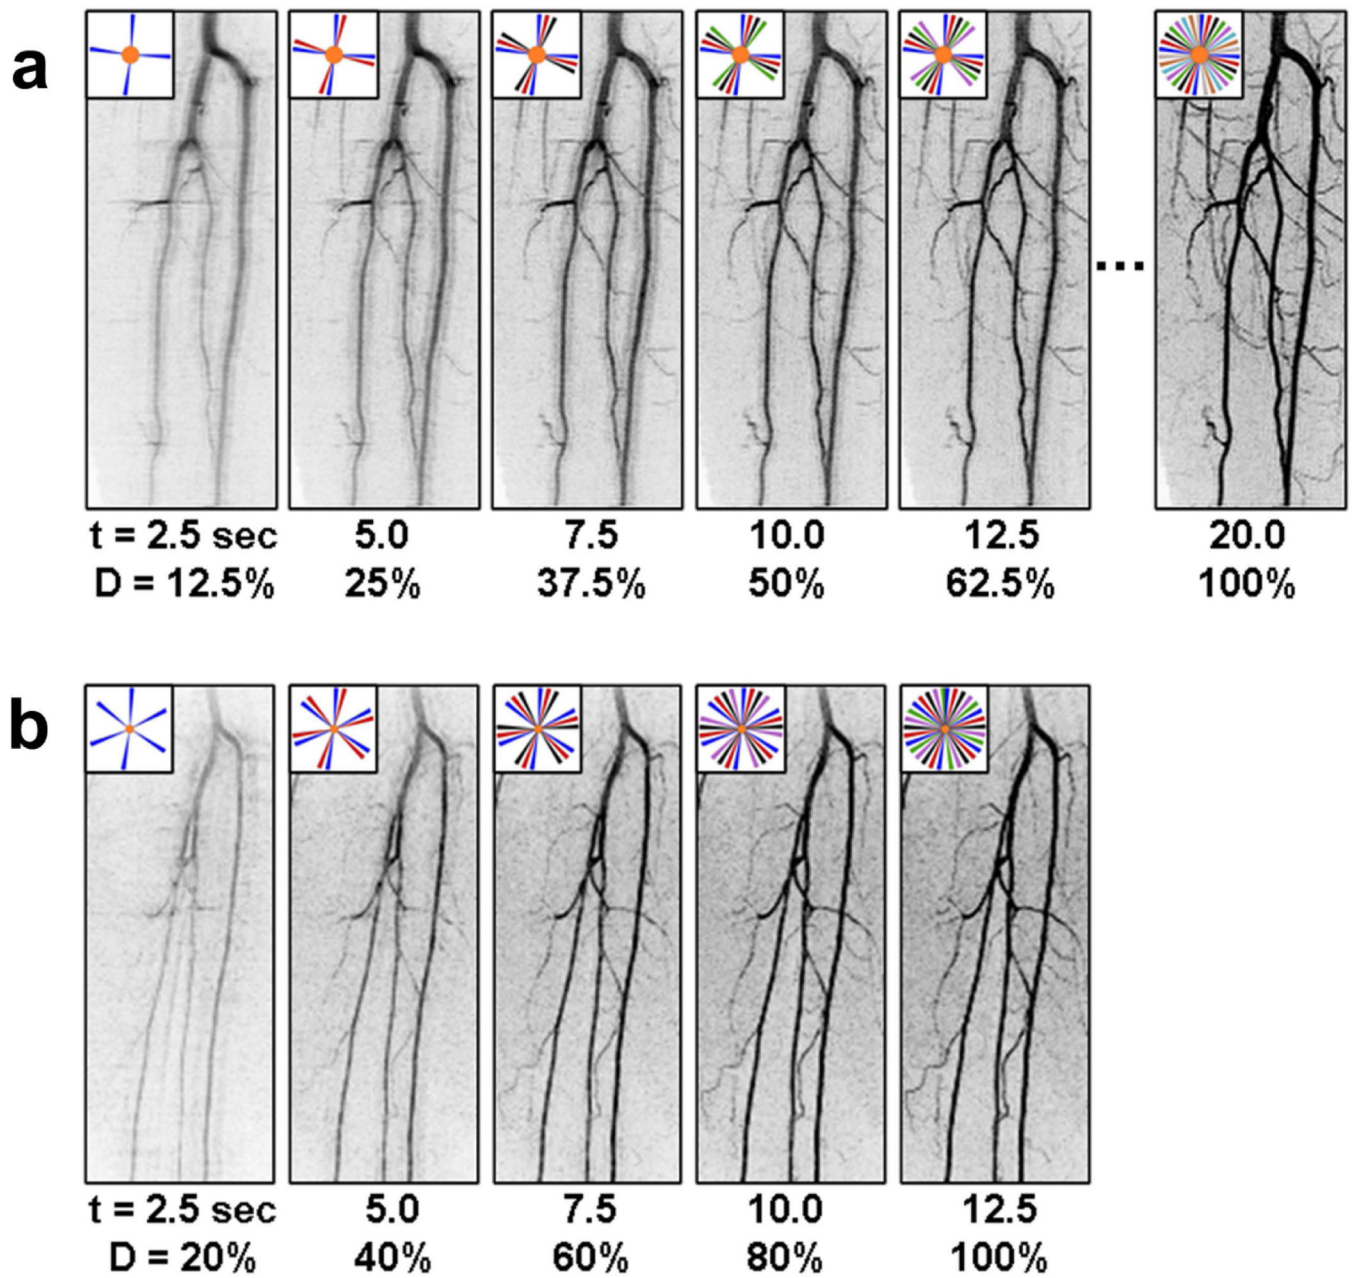 a
...
t = 2.5 sec 5.0 7.5 10.0 12.5 20.0
D = 12.5% 25% 37.5% 50% 62.5% 100%
b
t = 2.5 sec 5.0 7.5 10.0 12.5
D = 20% 40% 60% 80% 100%